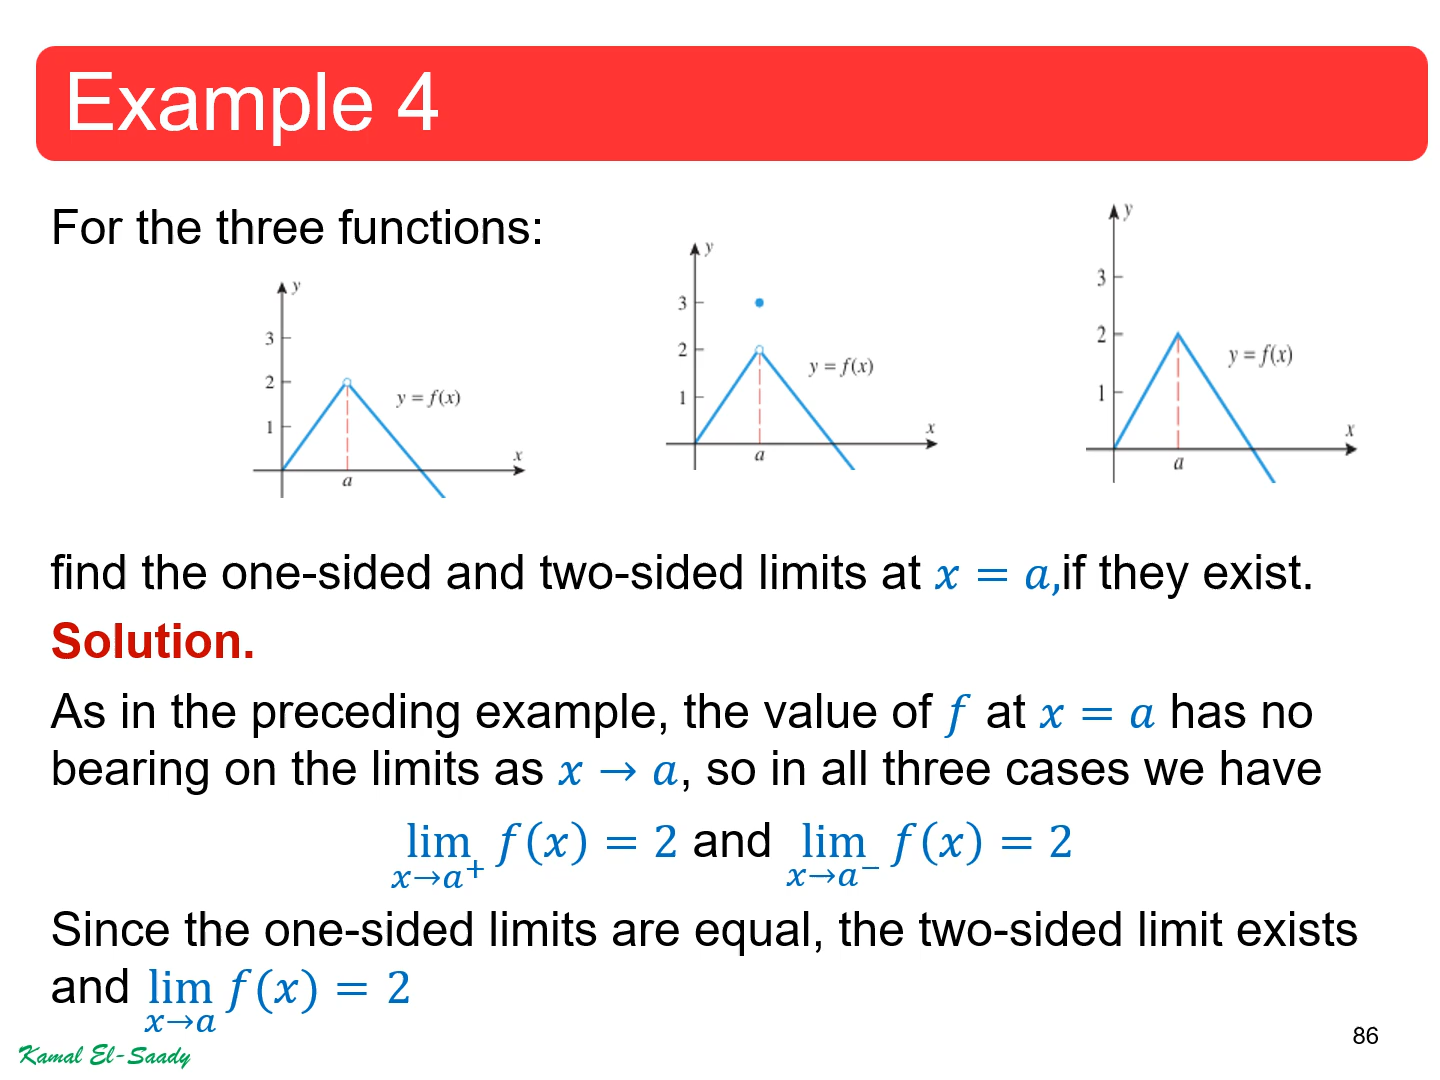 Example 4
For the three functions:
y
3
2
1
y = f(x)
x
a
y
3
2
1
y = f(x)
x
a
y
3
2
1
y = f(x)
x
a
find the one-sided and two-sided limits at x = a,if they exist.
Solution.
As in the preceding example, the value of f at x = a has no
bearing on the limits as x → a, so in all three cases we have
lim f(x) = 2 and lim f(x) = 2
x→a⁺ x→a⁻
Since the one-sided limits are equal, the two-sided limit exists
and lim f(x) = 2
x→a
86
Kamal El-Saady